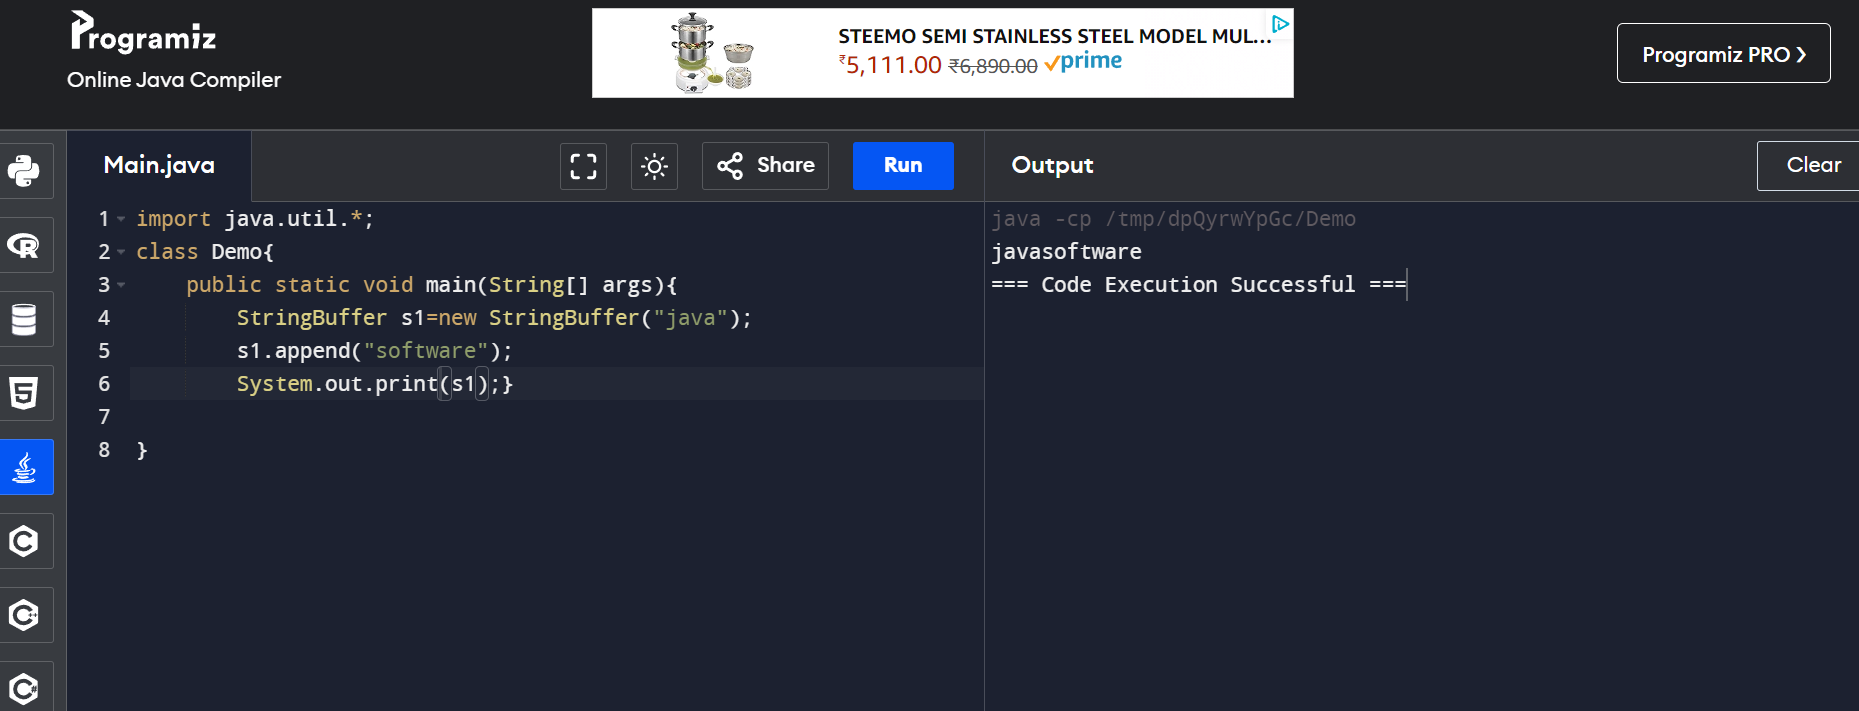 Programiz
Online Java Compiler
STEEMO SEMI STAINLESS STEEL MODEL MUL...
₹5,111.00 ₹6,890.00 prime
Programiz PRO ❯
Main.java
Share
Run
Output
Clear
1 import java.util.*;
2 class Demo{
3     public static void main(String[] args){
4         StringBuffer s1=new StringBuffer("java");
5         s1.append("software");
6         System.out.print(s1);}
7
8 }
java -cp /tmp/dpQyrwYpGc/Demo
javasoftware
=== Code Execution Successful ===
R
5
C
C++
C#